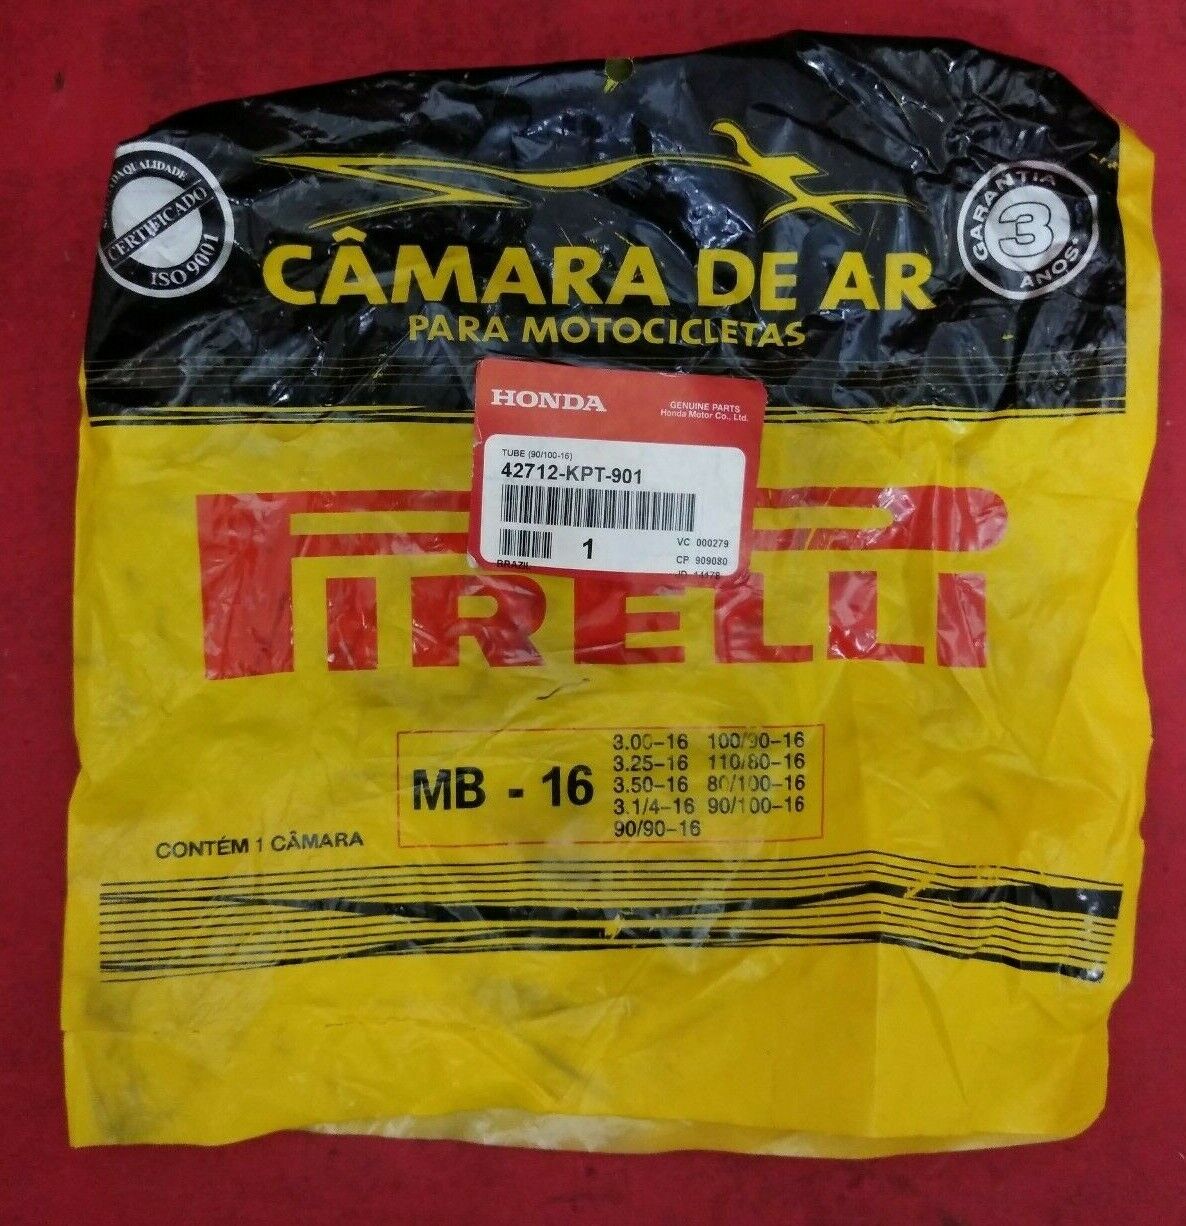 DA QUALIDADE
CERTIFICADO
ISO 9001
GARANTIA
3
ANOS
CÂMARA DE AR
PARA MOTOCICLETAS
HONDA
GENUINE PARTS
Honda Motor Co., Ltd.
TUBE (90/100-16)
42712-KPT-901
VC 000279
1
CP 909080
BRAZIL
JD 14178
PIRELLI
MB - 16
3.00-16 100/90-16
3.25-16 110/80-16
3.50-16 80/100-16
3.1/4-16 90/100-16
90/90-16
CONTÉM 1 CÂMARA